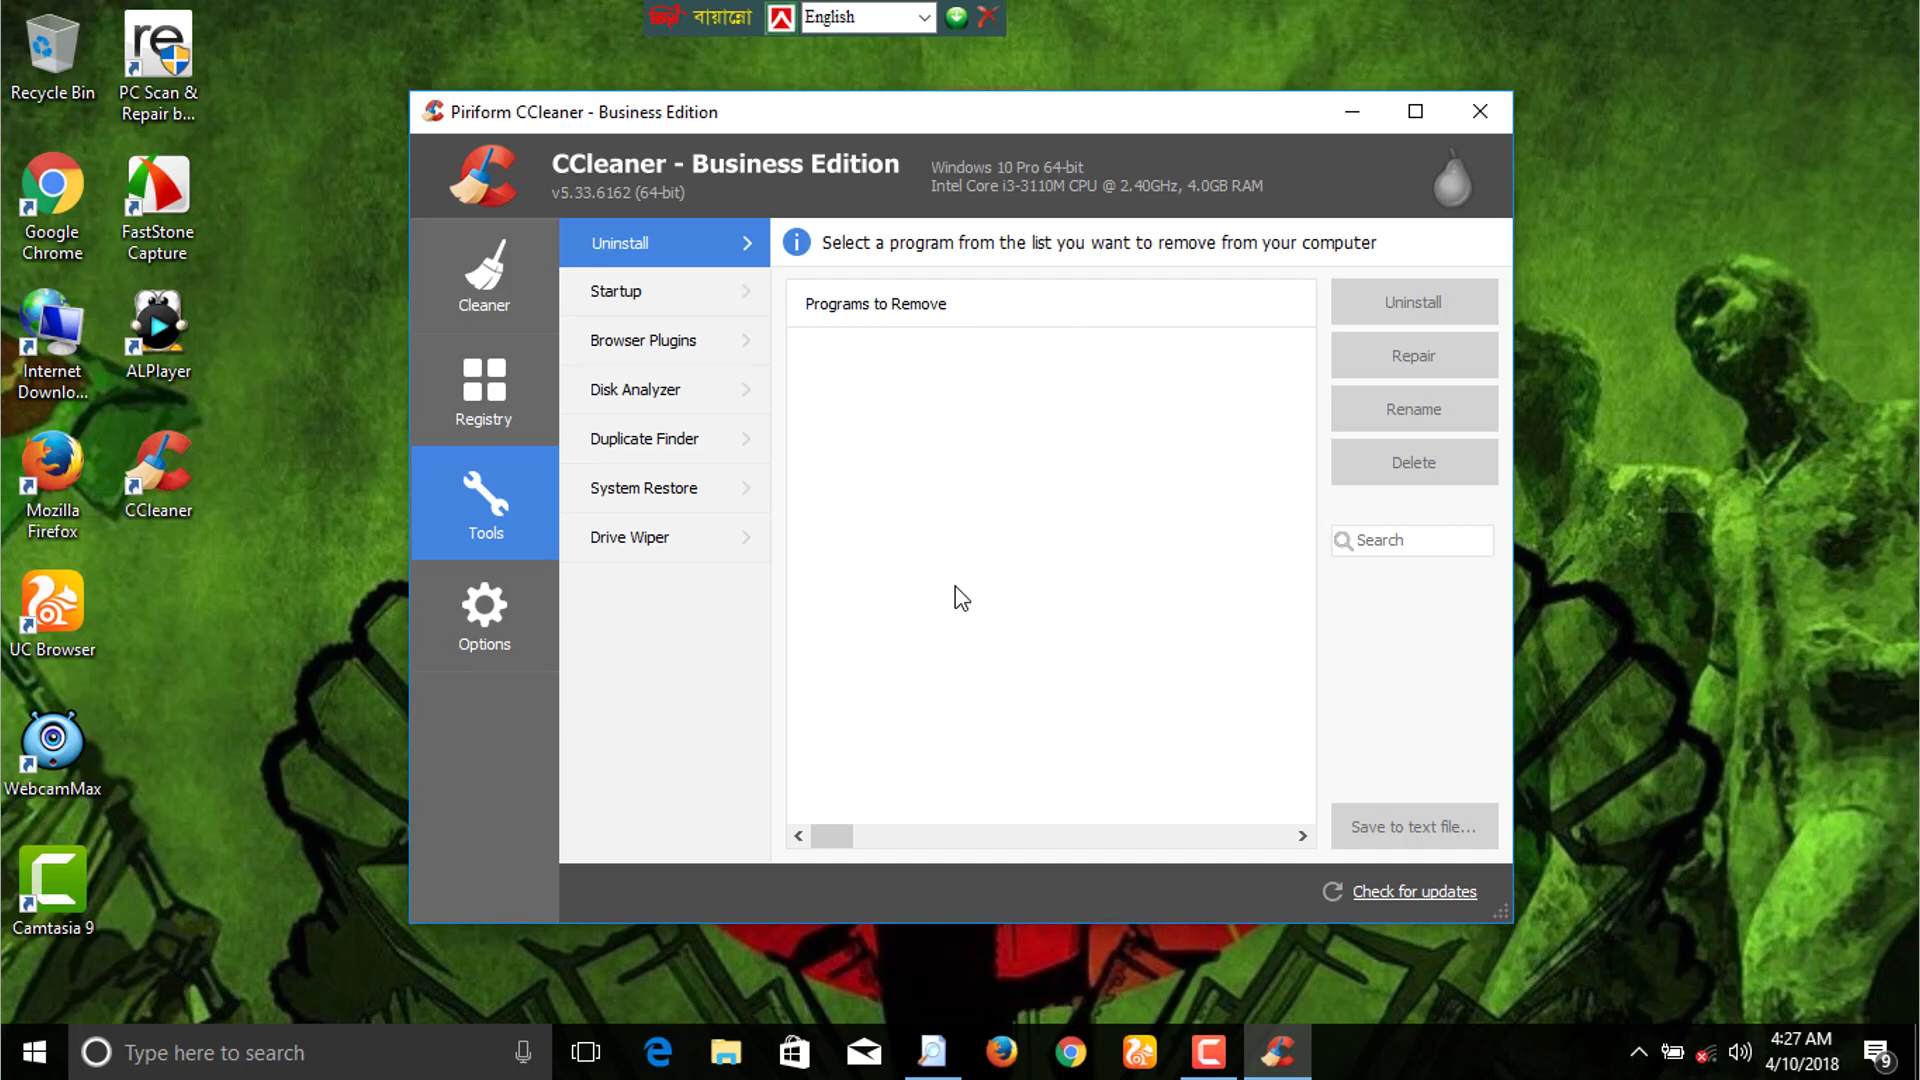 বায়ান্নো
English
Recycle Bin
PC Scan &
Repair b...
Google
Chrome
FastStone
Capture
Internet
Downlo...
ALPlayer
Mozilla
Firefox
CCleaner
UC Browser
WebcamMax
Camtasia 9
Piriform CCleaner - Business Edition
CCleaner - Business Edition
v5.33.6162 (64-bit)
Windows 10 Pro 64-bit
Intel Core i3-3110M CPU @ 2.40GHz, 4.0GB RAM
Cleaner
Registry
Tools
Options
Uninstall
Startup
Browser Plugins
Disk Analyzer
Duplicate Finder
System Restore
Drive Wiper
Select a program from the list you want to remove from your computer
Programs to Remove
Uninstall
Repair
Rename
Delete
Search
Save to text file...
Check for updates
Type here to search
4:27 AM
4/10/2018
9